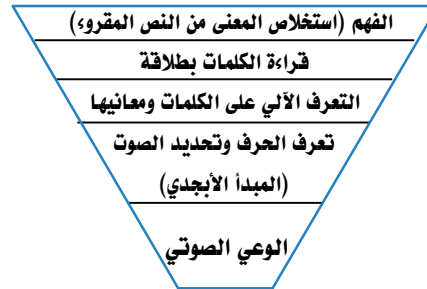 الفهم (استخلاص المعنى من النص المقروء)
قراءة الكلمات بطلاقة
التعرف الآلي على الكلمات ومعانيها
تعرف الحرف وتحديد الصوت
(المبدأ الأبجدي)
الوعي الصوتي